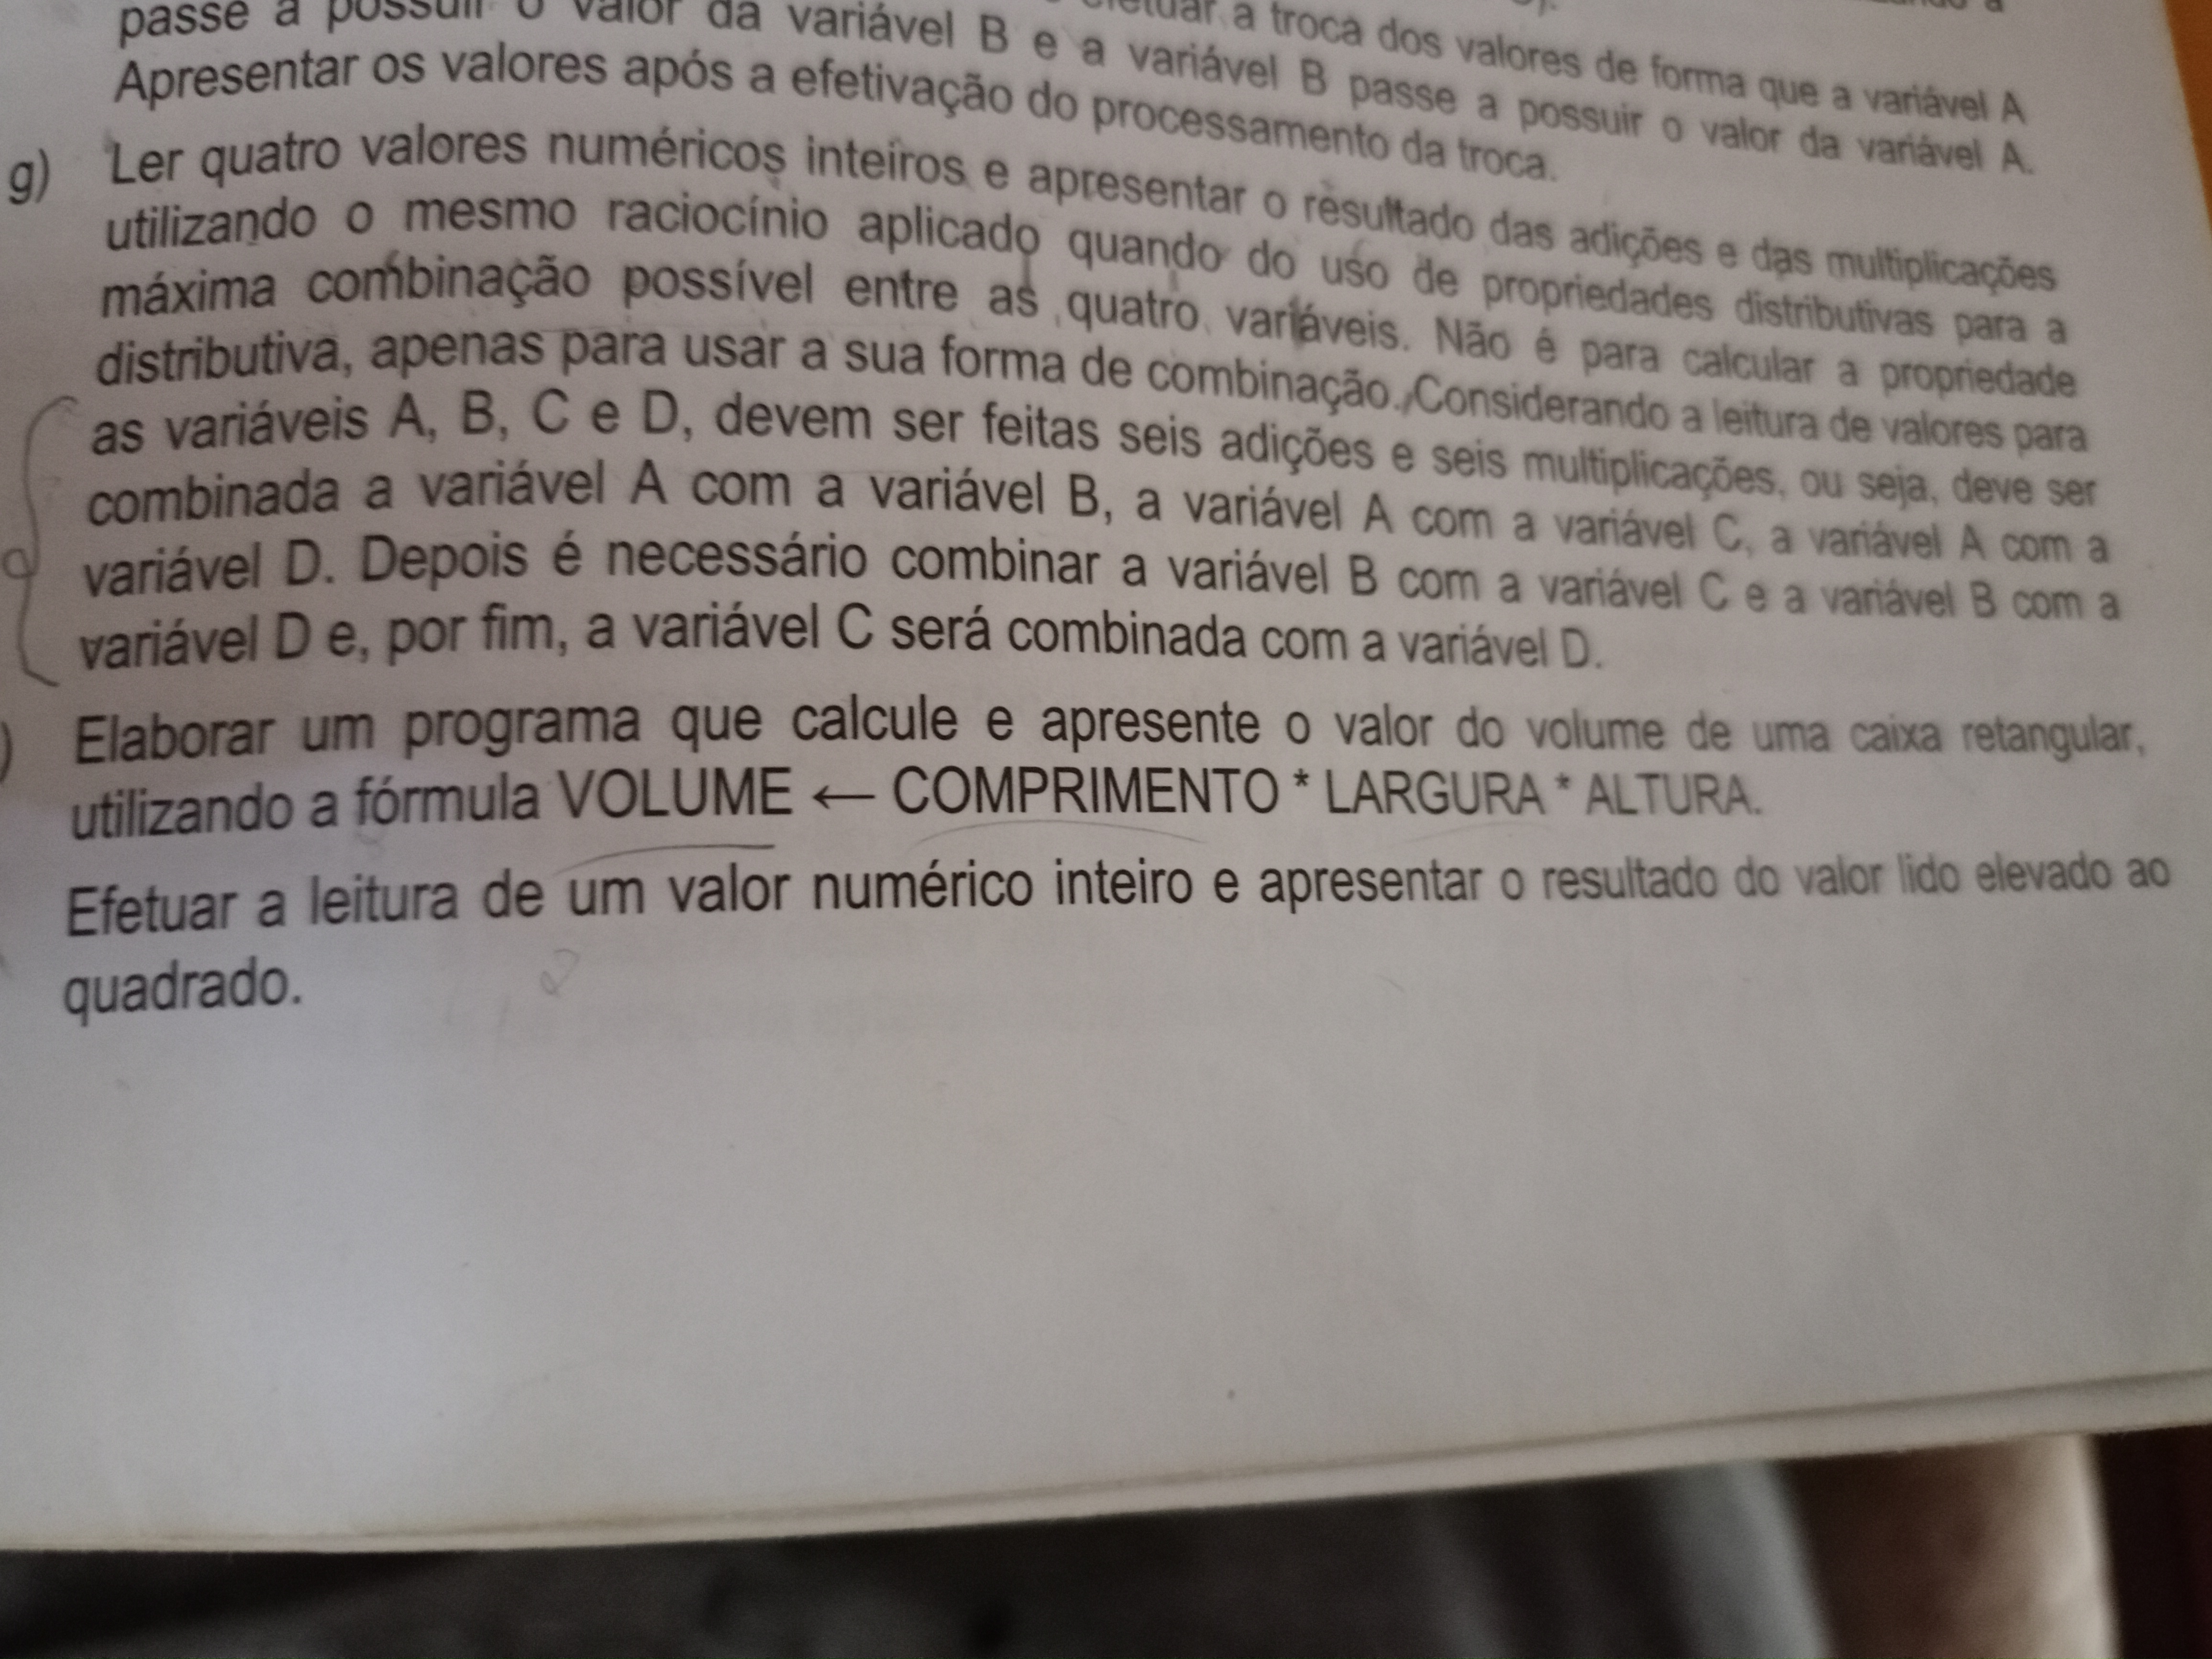 efetuar a troca dos valores de forma que a variável A
passe a possuir o valor da variável B e a variável B passe a possuir o valor da variável A.
Apresentar os valores após a efetivação do processamento da troca.
g) Ler quatro valores numéricos inteiros e apresentar o resultado das adições e das multiplicações
utilizando o mesmo raciocínio aplicado quando do uso de propriedades distributivas para a
máxima combinação possível entre as quatro variáveis. Não é para calcular a propriedade
distributiva, apenas para usar a sua forma de combinação. Considerando a leitura de valores para
as variáveis A, B, C e D, devem ser feitas seis adições e seis multiplicações, ou seja, deve ser
combinada a variável A com a variável B, a variável A com a variável C, a variável A com a
variável D. Depois é necessário combinar a variável B com a variável C e a variável B com a
variável D e, por fim, a variável C será combinada com a variável D.
) Elaborar um programa que calcule e apresente o valor do volume de uma caixa retangular,
utilizando a fórmula VOLUME ← COMPRIMENTO * LARGURA * ALTURA.
Efetuar a leitura de um valor numérico inteiro e apresentar o resultado do valor lido elevado ao
quadrado.